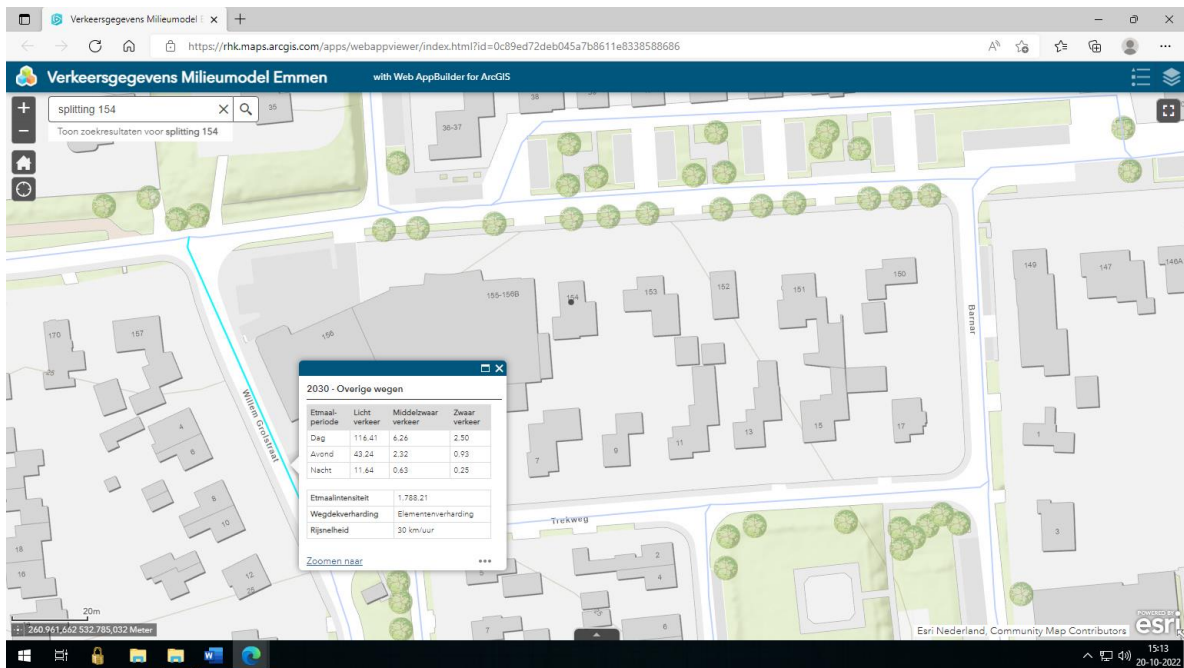 Verkeersgegevens Milieumodel E
https://rhk.maps.arcgis.com/apps/webappviewer/index.html?id=0c89ed72deb045a7b8611e8338588686
Verkeersgegevens Milieumodel Emmen
with Web AppBuilder for ArcGIS
splitting 154
Toon zoekresultaten voor splitting 154
35
38
36-37
170
157
156
155-156B
154
153
152
151
150
149
147
148A
Barnar
Willem Grolstraat
4
6
8
10
12
18
16
7
9
11
13
15
17
1
3
2030 - Overige wegen
Etmaal-periode Licht verkeer Middelzwaar verkeer Zwaar verkeer
Dag 116.41 6.26 2.50
Avond 43.24 2.32 0.93
Nacht 11.64 0.63 0.25
Etmaalintensiteit 1.788.21
Wegdekverharding Elementenverharding
Rijsnelheid 30 km/uur
Zoomen naar
Trekweg
2
4
5
7
6
20m
260.961,662 532.785,032 Meter
Esri Nederland, Community Map Contributors
POWERED BY
esri
15:13
20-10-2022